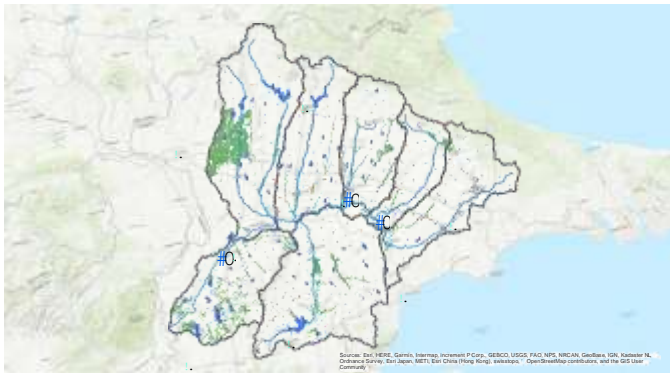 #C
#C
#O
Sources: Esri, HERE, Garmin, Intermap, increment P Corp., GEBCO, USGS, FAO, NPS, NRCAN, GeoBase, IGN, Kadaster NL,
Ordnance Survey, Esri Japan, METI, Esri China (Hong Kong), swisstopo, OpenStreetMap contributors, and the GIS User
Community